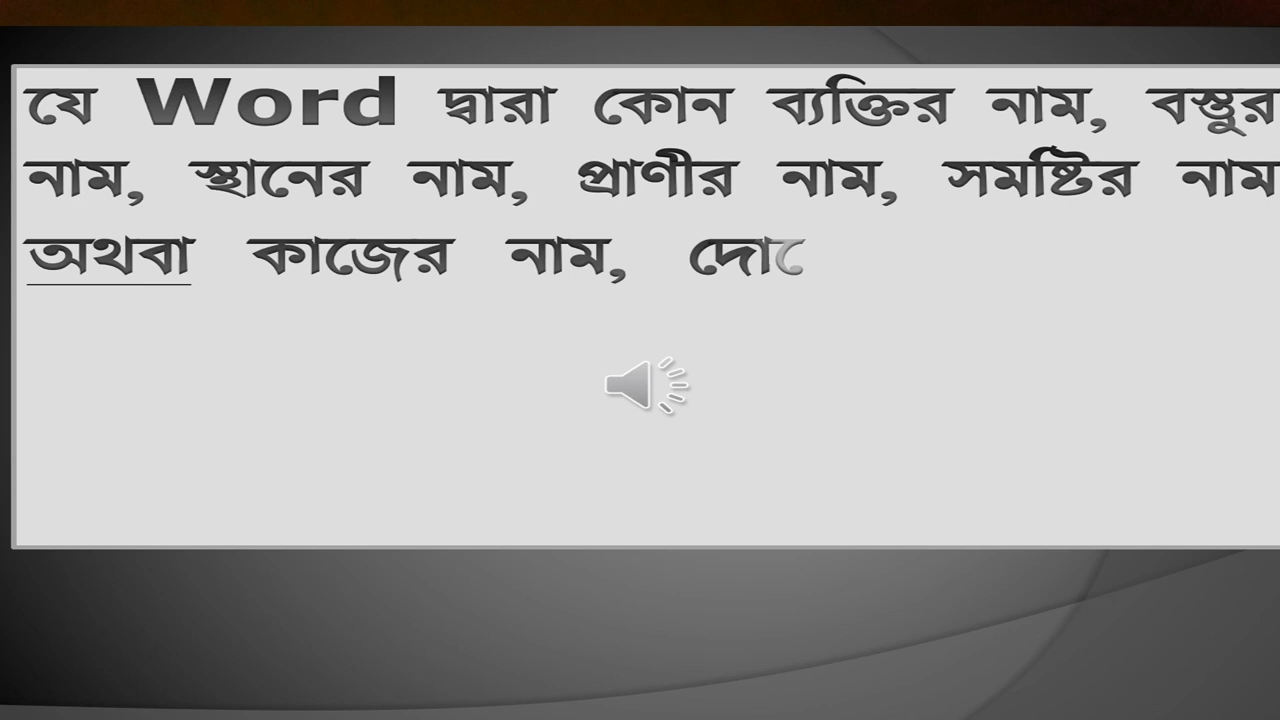 যে Word দ্বারা কোন ব্যক্তির নাম, বস্তুর
নাম, স্থানের নাম, প্রাণীর নাম, সমষ্টির নাম
অথবা কাজের নাম,